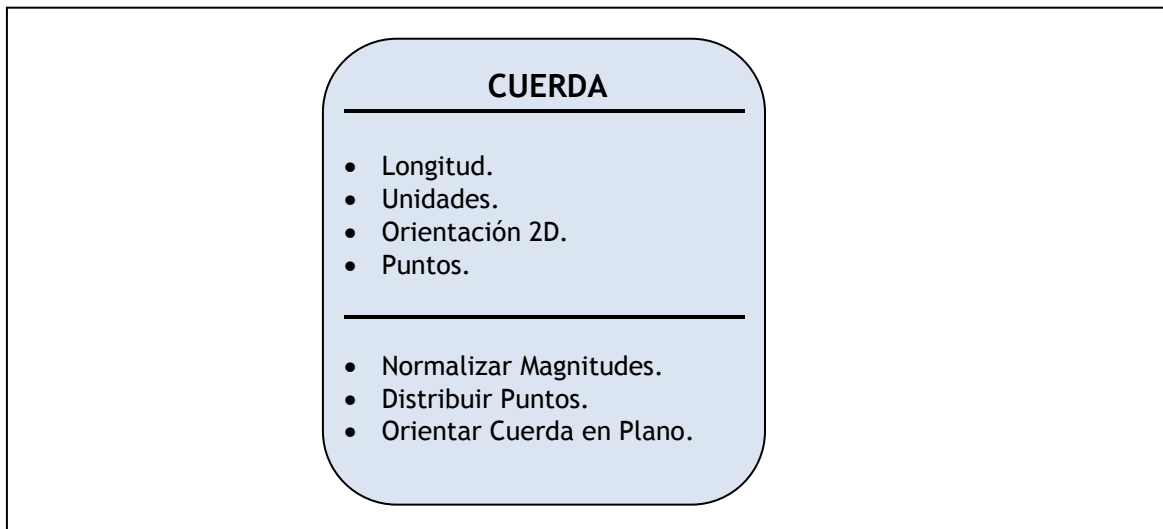 CUERDA
• Longitud.
• Unidades.
• Orientación 2D.
• Puntos.
• Normalizar Magnitudes.
• Distribuir Puntos.
• Orientar Cuerda en Plano.